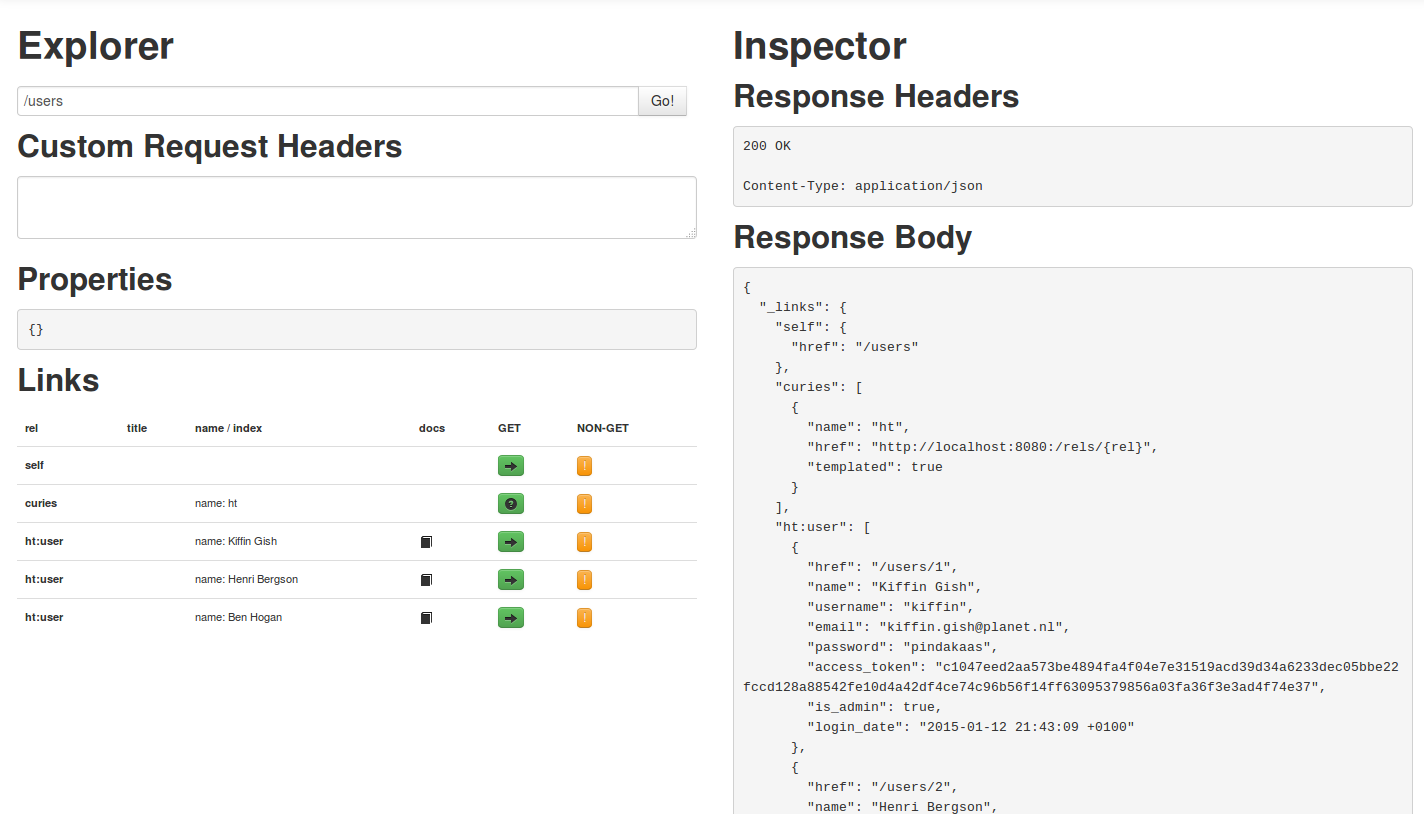 Explorer
/users
Go!
Custom Request Headers
Properties
{}
Links
rel title name / index docs GET NON-GET
self
curies name: ht
ht:user name: Kiffin Gish
ht:user name: Henri Bergson
ht:user name: Ben Hogan
Inspector
Response Headers
200 OK
Content-Type: application/json
Response Body
{
"_links": {
"self": {
"href": "/users"
},
"curies": [
{
"name": "ht",
"href": "http://localhost:8080:/rels/{rel}",
"templated": true
}
],
"ht:user": [
{
"href": "/users/1",
"name": "Kiffin Gish",
"username": "kiffin",
"email": "kiffin.gish@planet.nl",
"password": "pindakaas",
"access_token": "c1047eed2aa573be4894fa4f04e7e31519acd39d34a6233dec05bbe22
fccd128a88542fe10d4a42df4ce74c96b56f14ff63095379856a03fa36f3e3ad4f74e37",
"is_admin": true,
"login_date": "2015-01-12 21:43:09 +0100"
},
{
"href": "/users/2",
"name": "Henri Bergson",